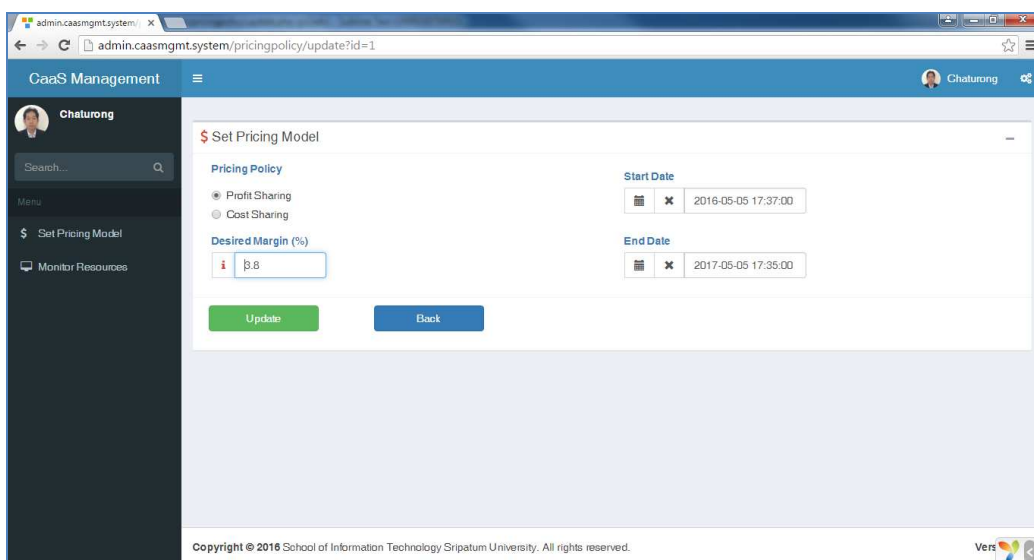 admin.caasmgmt.system/
admin.caasmgmt.system/pricingpolicy/update?id=1
CaaS Management
Chaturong
Chaturong
Search...
Menu
$ Set Pricing Model
Monitor Resources
$ Set Pricing Model
Pricing Policy
Profit Sharing
Cost Sharing
Desired Margin (%)
3.8
Start Date
2016-05-05 17:37:00
End Date
2017-05-05 17:35:00
Update
Back
Copyright © 2016 School of Information Technology Sripatum University. All rights reserved.
Vers